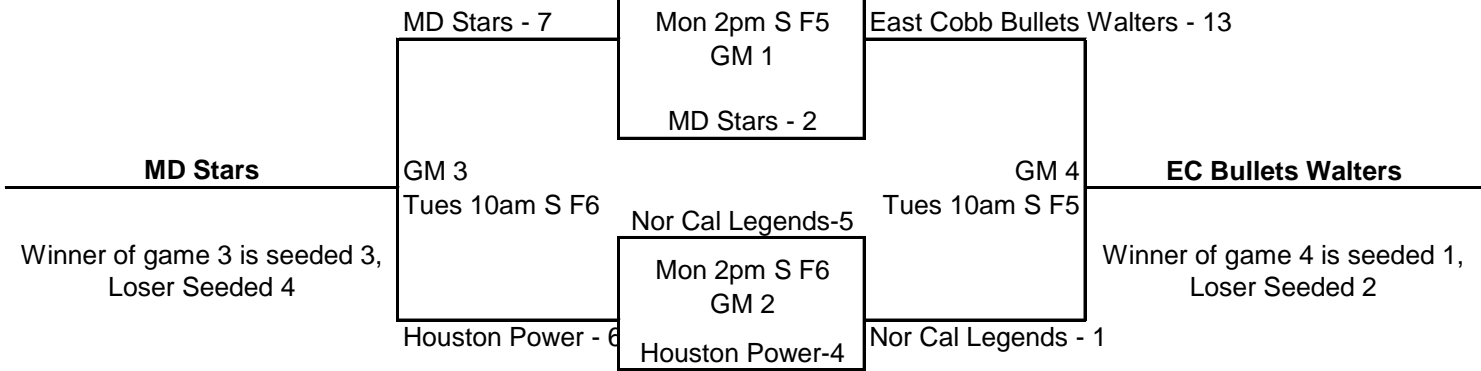 MD Stars - 7
Mon 2pm S F5
East Cobb Bullets Walters - 13
GM 1
MD Stars - 2
MD Stars
GM 3
GM 4
EC Bullets Walters
Tues 10am S F6
Tues 10am S F5
Nor Cal Legends-5
Winner of game 3 is seeded 3,
Loser Seeded 4
Mon 2pm S F6
GM 2
Winner of game 4 is seeded 1,
Loser Seeded 2
Houston Power - 6
Houston Power-4
Nor Cal Legends - 1